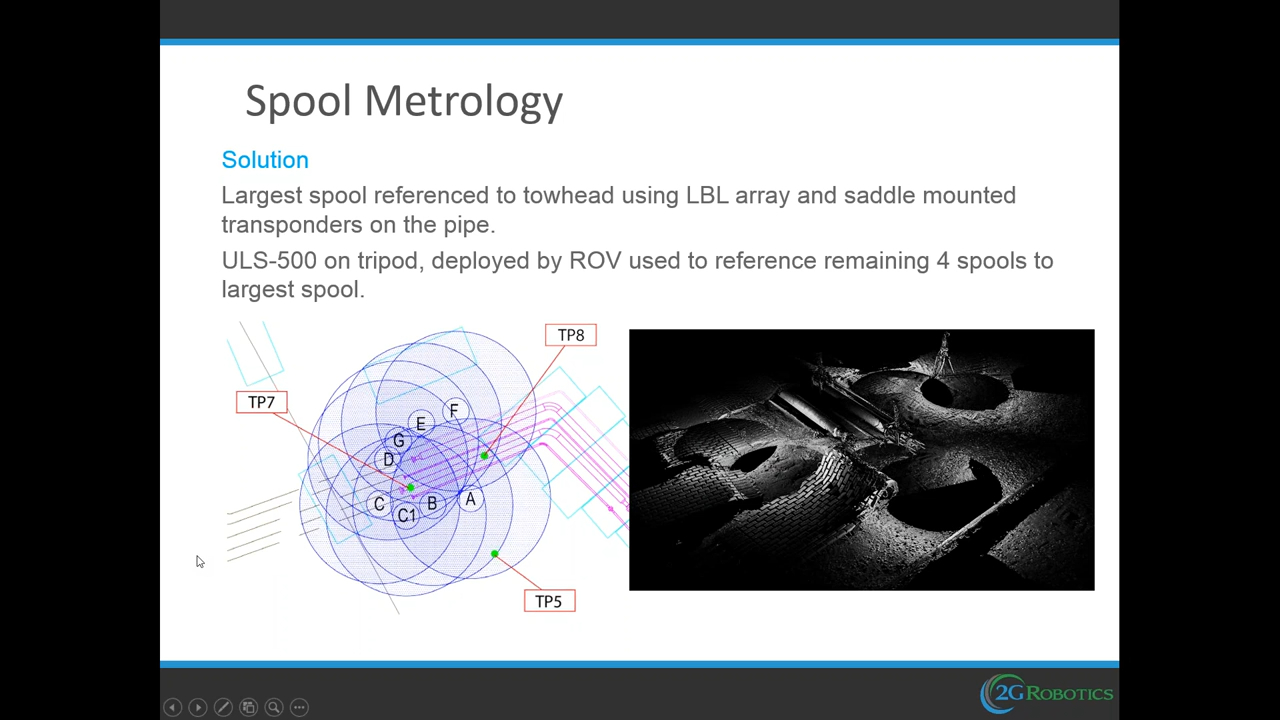 Spool Metrology
Solution
Largest spool referenced to towhead using LBL array and saddle mounted
transponders on the pipe.
ULS-500 on tripod, deployed by ROV used to reference remaining 4 spools to
largest spool.
TP8
TP7
F
E
G
D
C
C1
B
A
TP5
2G ROBOTICS